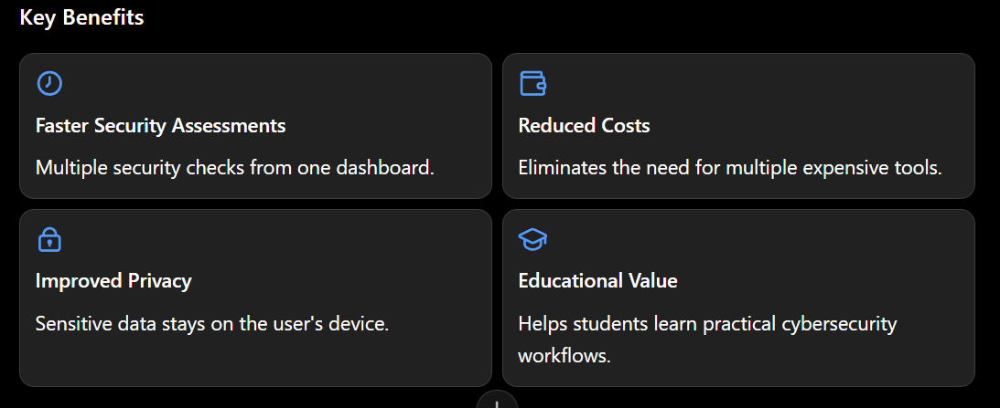 Key Benefits
Faster Security Assessments
Multiple security checks from one dashboard.
Reduced Costs
Eliminates the need for multiple expensive tools.
Improved Privacy
Sensitive data stays on the user's device.
Educational Value
Helps students learn practical cybersecurity
workflows.